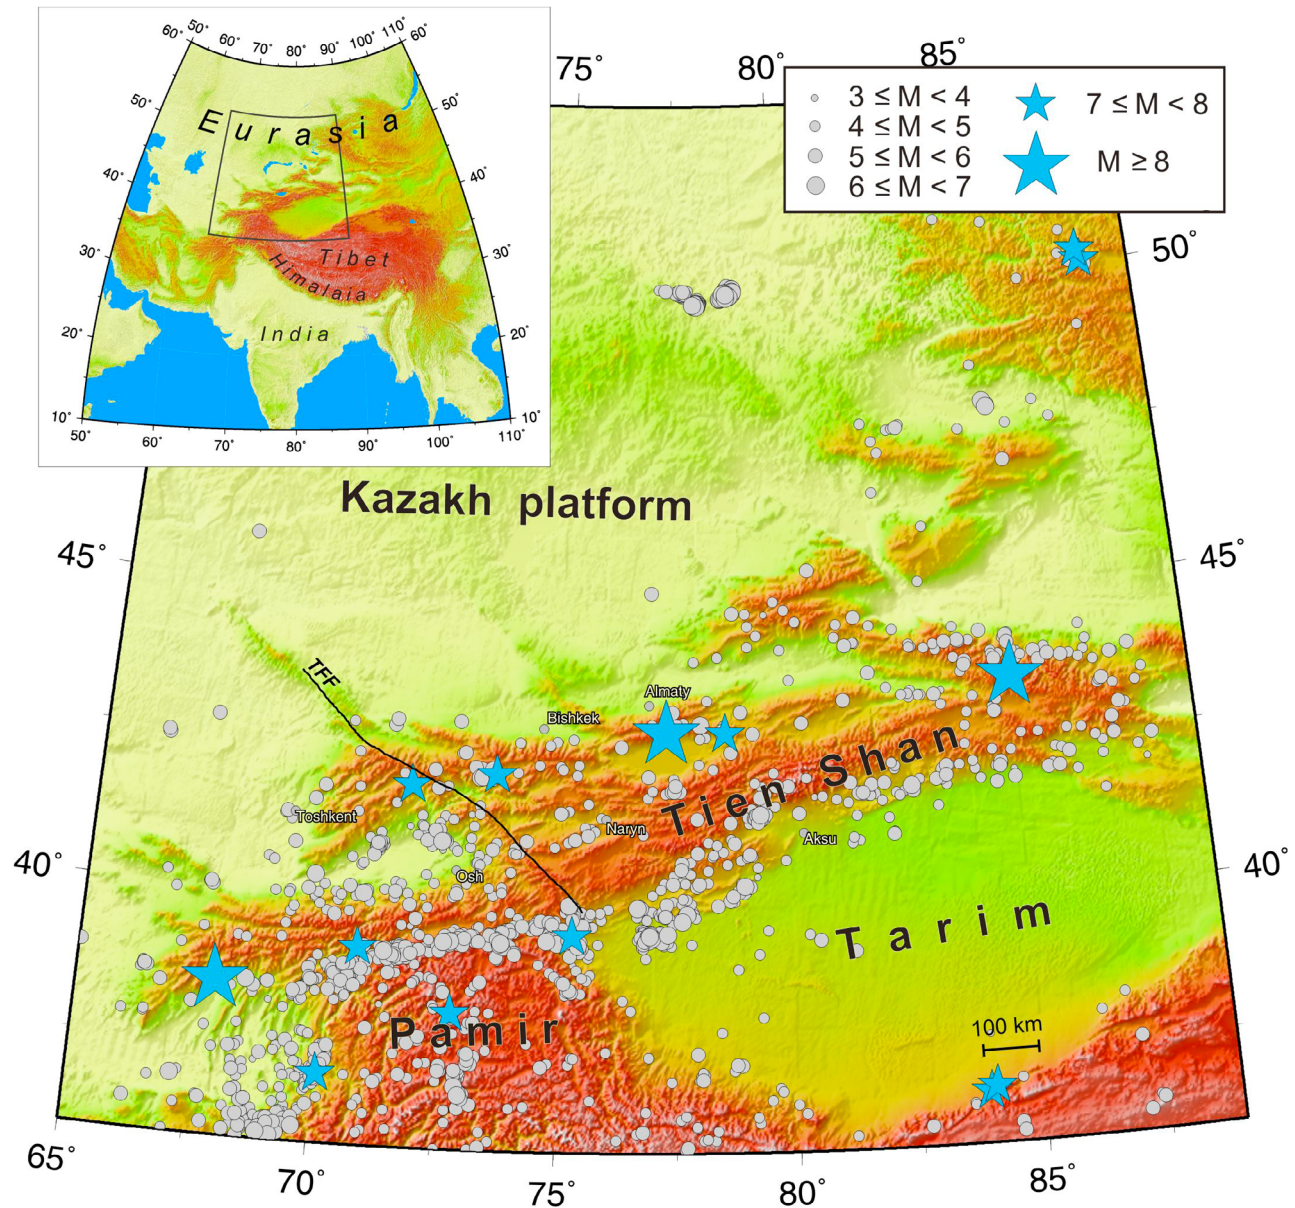 50° 60° 70° 80° 90° 100° 110°
60° 60°
50° 50°
40° 40°
30° 30°
20° 20°
10° 10°
50° 60° 70° 80° 90° 100° 110°
Eurasia
Tibet
Himalaia
India
75° 80° 85°
3 ≤ M < 4
4 ≤ M < 5
5 ≤ M < 6
6 ≤ M < 7
7 ≤ M < 8
M ≥ 8
50°
Kazakh platform
45° 45°
TFF
Almaty
Bishkek
Tien Shan
Toshkent
Naryn
Aksu
40° 40°
Osh
Tarim
Pamir
100 km
65° 70° 75° 80° 85°